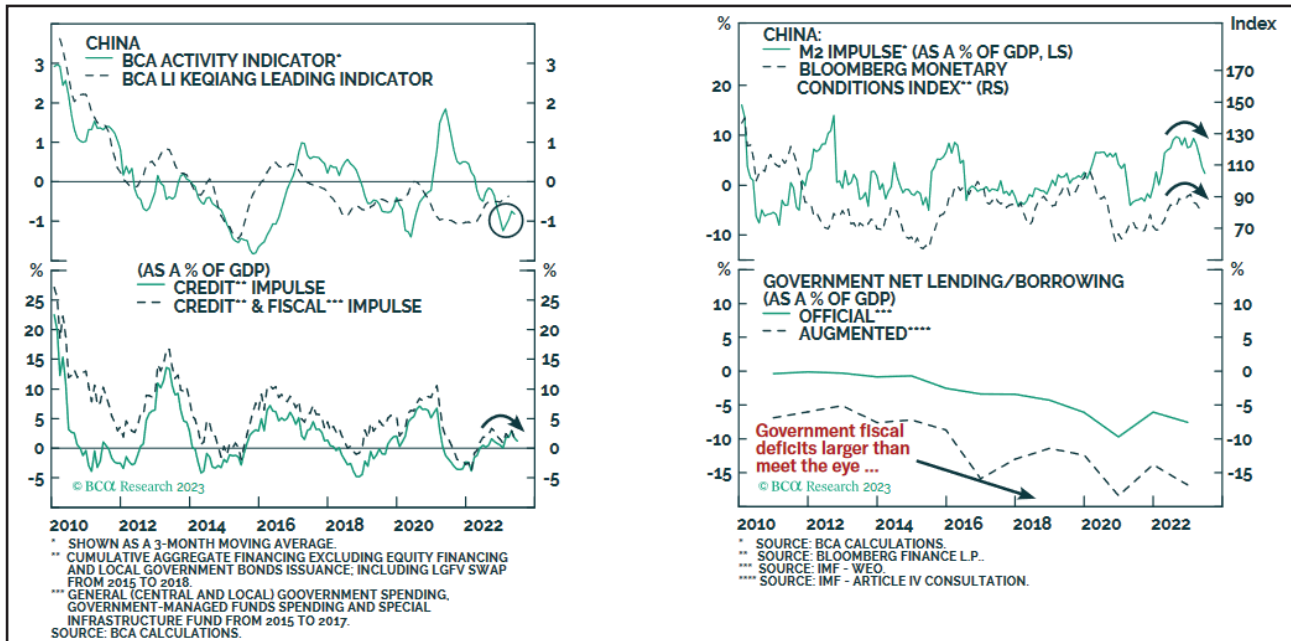 CHINA
BCA ACTIVITY INDICATOR*
BCA LI KEQIANG LEADING INDICATOR
3
2
1
0
-1
3
2
1
0
-1
%
(AS A % OF GDP)
CREDIT** IMPULSE
CREDIT** & FISCAL*** IMPULSE
%
25
20
15
10
5
0
-5
25
20
15
10
5
0
-5
© BCα Research 2023
2010 2012 2014 2016 2018 2020 2022
* SHOWN AS A 3-MONTH MOVING AVERAGE.
** CUMULATIVE AGGREGATE FINANCING EXCLUDING EQUITY FINANCING
AND LOCAL GOVERNMENT BONDS ISSUANCE; INCLUDING LGFV SWAP
FROM 2015 TO 2018.
*** GENERAL (CENTRAL AND LOCAL) GOOVERNMENT SPENDING,
GOVERNMENT-MANAGED FUNDS SPENDING AND SPECIAL
INFRASTRUCTURE FUND FROM 2015 TO 2017.
SOURCE: BCA CALCULATIONS.
%
Index
CHINA:
M2 IMPULSE* (AS A % OF GDP, LS)
BLOOMBERG MONETARY
CONDITIONS INDEX** (RS)
20
10
0
-10
170
150
130
110
90
70
%
GOVERNMENT NET LENDING/BORROWING
(AS A % OF GDP)
OFFICIAL***
AUGMENTED****
%
10
5
0
-5
-10
-15
10
5
0
-5
-10
-15
Government fiscal
deficits larger than
meet the eye ...
© BCα Research 2023
2010 2012 2014 2016 2018 2020 2022
* SOURCE: BCA CALCULATIONS.
** SOURCE: BLOOMBERG FINANCE L.P..
*** SOURCE: IMF - WEO.
**** SOURCE: IMF - ARTICLE IV CONSULTATION.